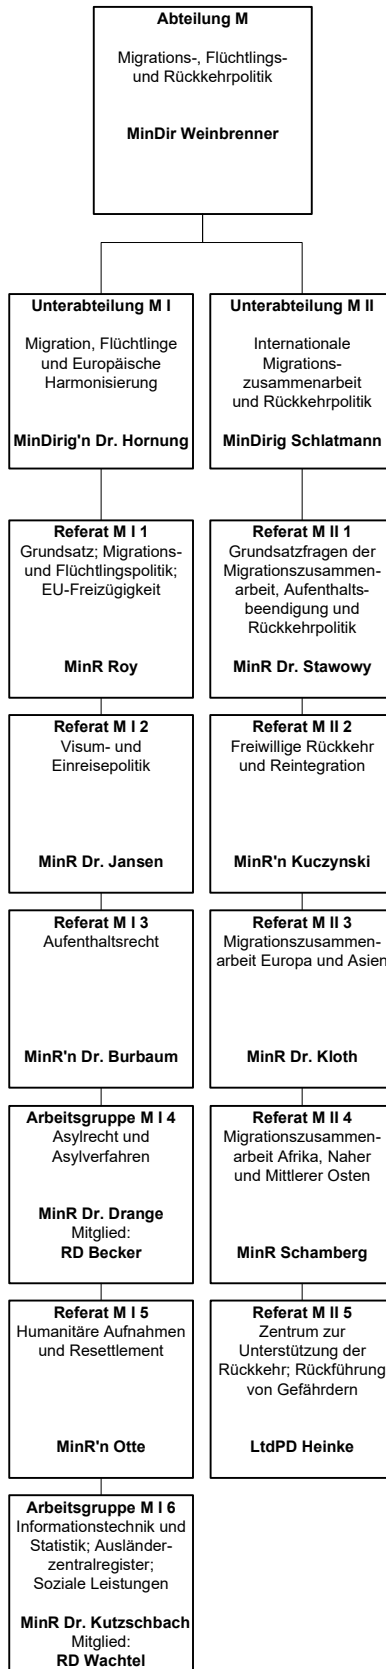 Abteilung M
Migrations-, Flüchtlings-
und Rückkehrpolitik
MinDir Weinbrenner
Unterabteilung M I
Migration, Flüchtlinge
und Europäische
Harmonisierung
MinDirig'n Dr. Hornung
Referat M I 1
Grundsatz; Migrations-
und Flüchtlingspolitik;
EU-Freizügigkeit
MinR Roy
Referat M I 2
Visum- und
Einreisepolitik
MinR Dr. Jansen
Referat M I 3
Aufenthaltsrecht
MinR'n Dr. Burbaum
Arbeitsgruppe M I 4
Asylrecht und
Asylverfahren
MinR Dr. Drange
Mitglied:
RD Becker
Referat M I 5
Humanitäre Aufnahmen
und Resettlement
MinR'n Otte
Arbeitsgruppe M I 6
Informationstechnik und
Statistik; Ausländer-
zentralregister;
Soziale Leistungen
MinR Dr. Kutzschbach
Mitglied:
RD Wachtel
Unterabteilung M II
Internationale
Migrations-
zusammenarbeit
und Rückkehrpolitik
MinDirig Schlatmann
Referat M II 1
Grundsatzfragen der
Migrationszusammen-
arbeit, Aufenthalts-
beendigung und
Rückkehrpolitik
MinR Dr. Stawowy
Referat M II 2
Freiwillige Rückkehr
und Reintegration
MinR'n Kuczynski
Referat M II 3
Migrationszusammen-
arbeit Europa und Asien
MinR Dr. Kloth
Referat M II 4
Migrationszusammen-
arbeit Afrika, Naher
und Mittlerer Osten
MinR Schamberg
Referat M II 5
Zentrum zur
Unterstützung der
Rückkehr; Rückführung
von Gefährdern
LtdPD Heinke